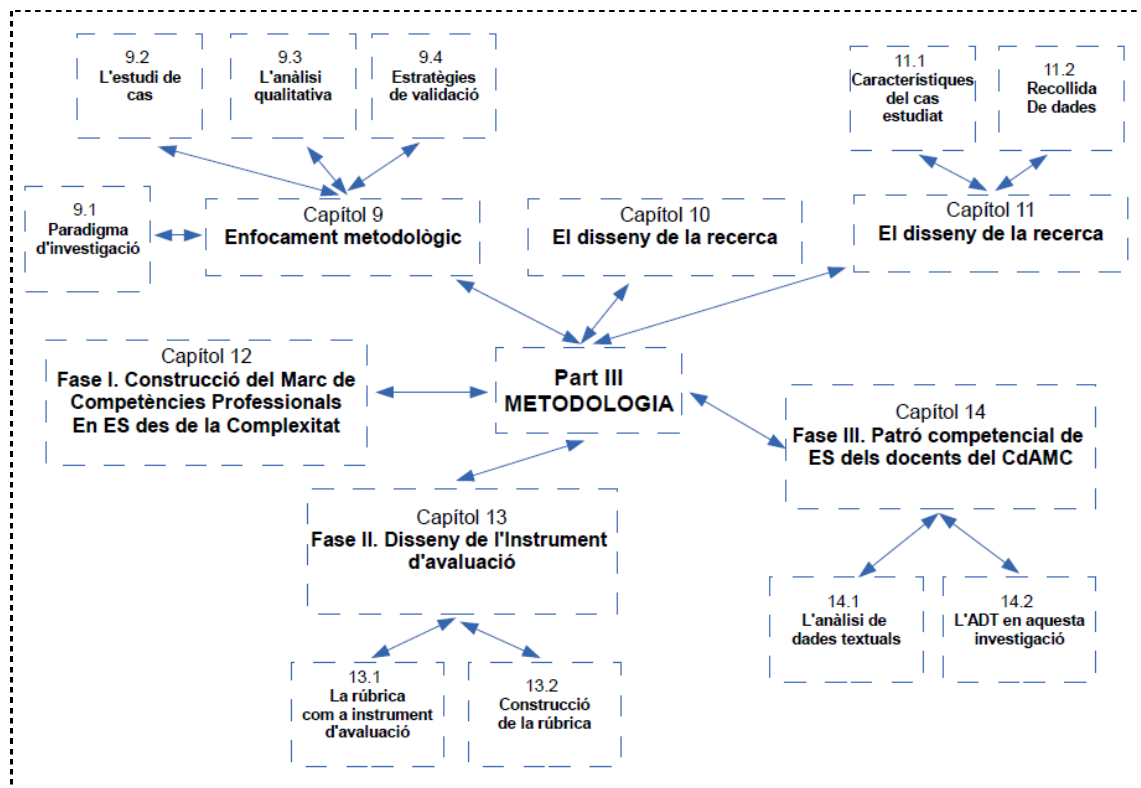 9.2
L'estudi de
cas
9.3
L'anàlisi
qualitativa
9.4
Estratègies
de validació
11.1
Característiques
del cas
estudiat
11.2
Recollida
De dades
9.1
Paradigma
d'investigació
Capítol 9
Enfocament metodològic
Capítol 10
El disseny de la recerca
Capítol 11
El disseny de la recerca
Capítol 12
Fase I. Construcció del Marc de
Competències Professionals
En ES des de la Complexitat
Part III
METODOLOGIA
Capítol 14
Fase III. Patró competencial de
ES dels docents del CdAMC
Capítol 13
Fase II. Disseny de l'Instrument
d'avaluació
14.1
L'anàlisi de
dades textuals
14.2
L'ADT en aquesta
investigació
13.1
La rúbrica
com a instrument
d'avaluació
13.2
Construcció
de la rúbrica